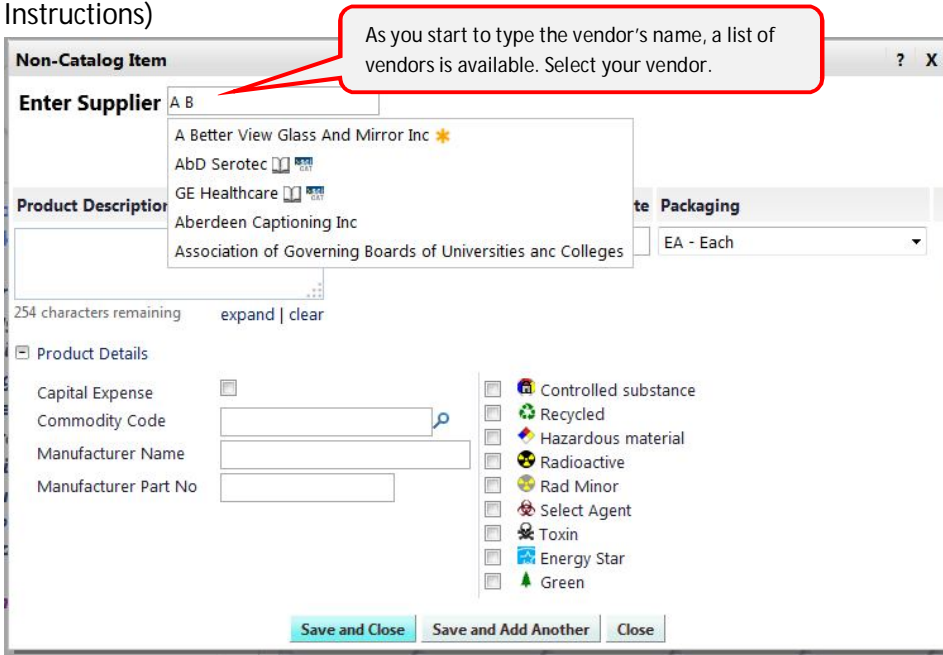 Instructions)
As you start to type the vendor's name, a list of
vendors is available. Select your vendor.
Non-Catalog Item ? X
Enter Supplier A B
A Better View Glass And Mirror Inc
AbD Serotec
GE Healthcare
Aberdeen Captioning Inc
Association of Governing Boards of Universities anc Colleges
Product Description te Packaging
EA - Each
254 characters remaining expand | clear
Product Details
Capital Expense
Commodity Code
Manufacturer Name
Manufacturer Part No
Controlled substance
Recycled
Hazardous material
Radioactive
Rad Minor
Select Agent
Toxin
Energy Star
Green
Save and Close Save and Add Another Close